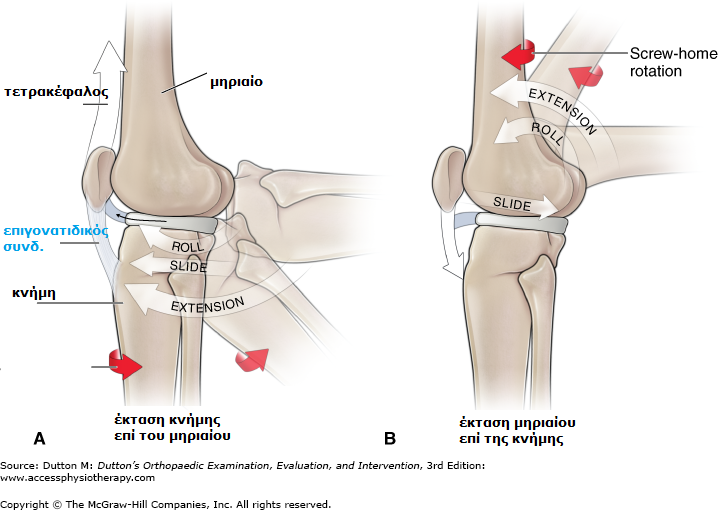 τετρακέφαλος
μηριαίο
επιγονατιδικός
συνδ.
κνήμη
ROLL
SLIDE
EXTENSION
A
έκταση κνήμης
επί του μηριαίου
Screw-home
rotation
EXTENSION
ROLL
SLIDE
B
έκταση μηριαίου
επί της κνήμης
Source: Dutton M: Dutton’s Orthopaedic Examination, Evaluation, and Intervention, 3rd Edition:
www.accessphysiotherapy.com
Copyright © The McGraw-Hill Companies, Inc. All rights reserved.